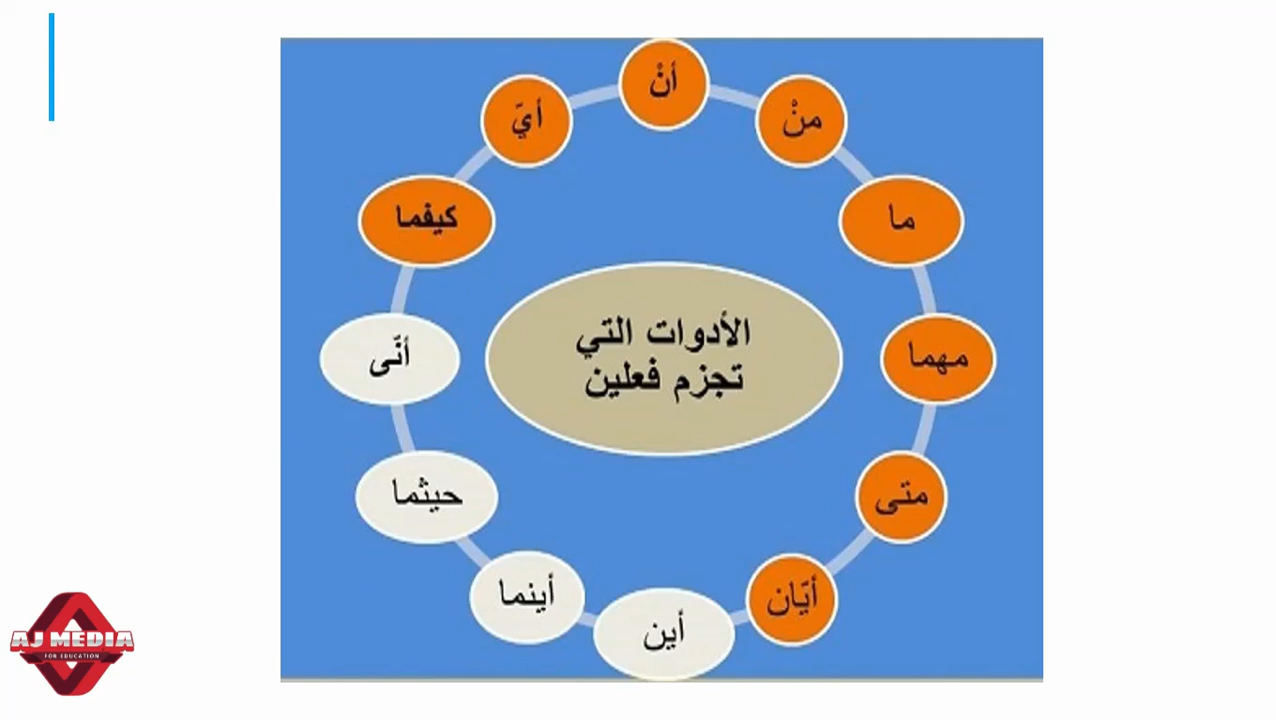 أنْ
منْ
ما
مهما
متى
أيّان
أين
أينما
حيثما
أنّى
كيفما
أيّ
الأدوات التي
تجزم فعلين
AJ MEDIA
FOR EDUCATION